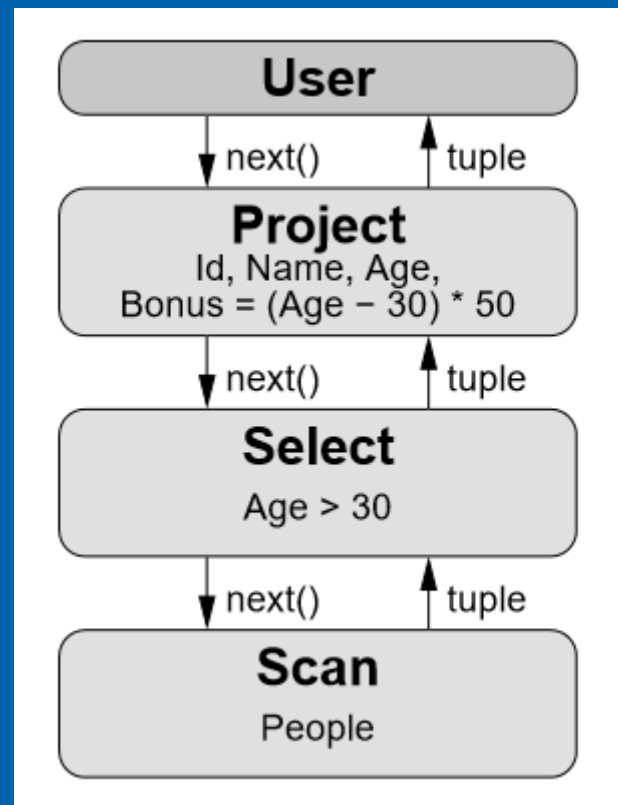 User
next() tuple
Project
Id, Name, Age,
Bonus = (Age − 30) * 50
next() tuple
Select
Age > 30
next() tuple
Scan
People